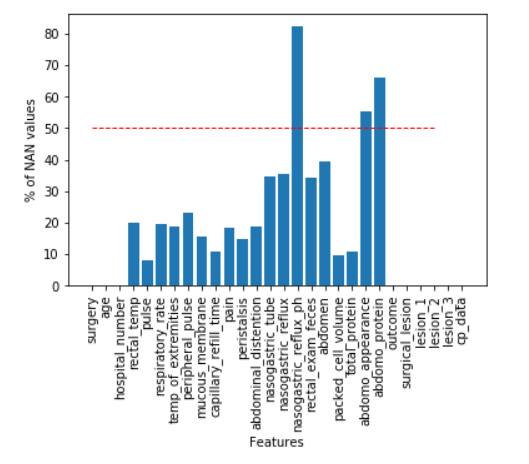 80
70
60
50
40
30
20
10
0
% of NAN values
surgery
age
hospital_number
rectal_temp
pulse
respiratory_rate
temp_of_extremities
peripheral_pulse
mucous_membrane
capillary_refill_time
pain
peristalsis
abdominal_distention
nasogastric_tube
nasogastric_reflux
nasogastric_reflux_ph
rectal_exam_feces
abdomen
packed_cell_volume
total_protein
abdomo_appearance
abdomo_protein
outcome
surgical_lesion
lesion_1
lesion_2
lesion_3
cp_data
Features